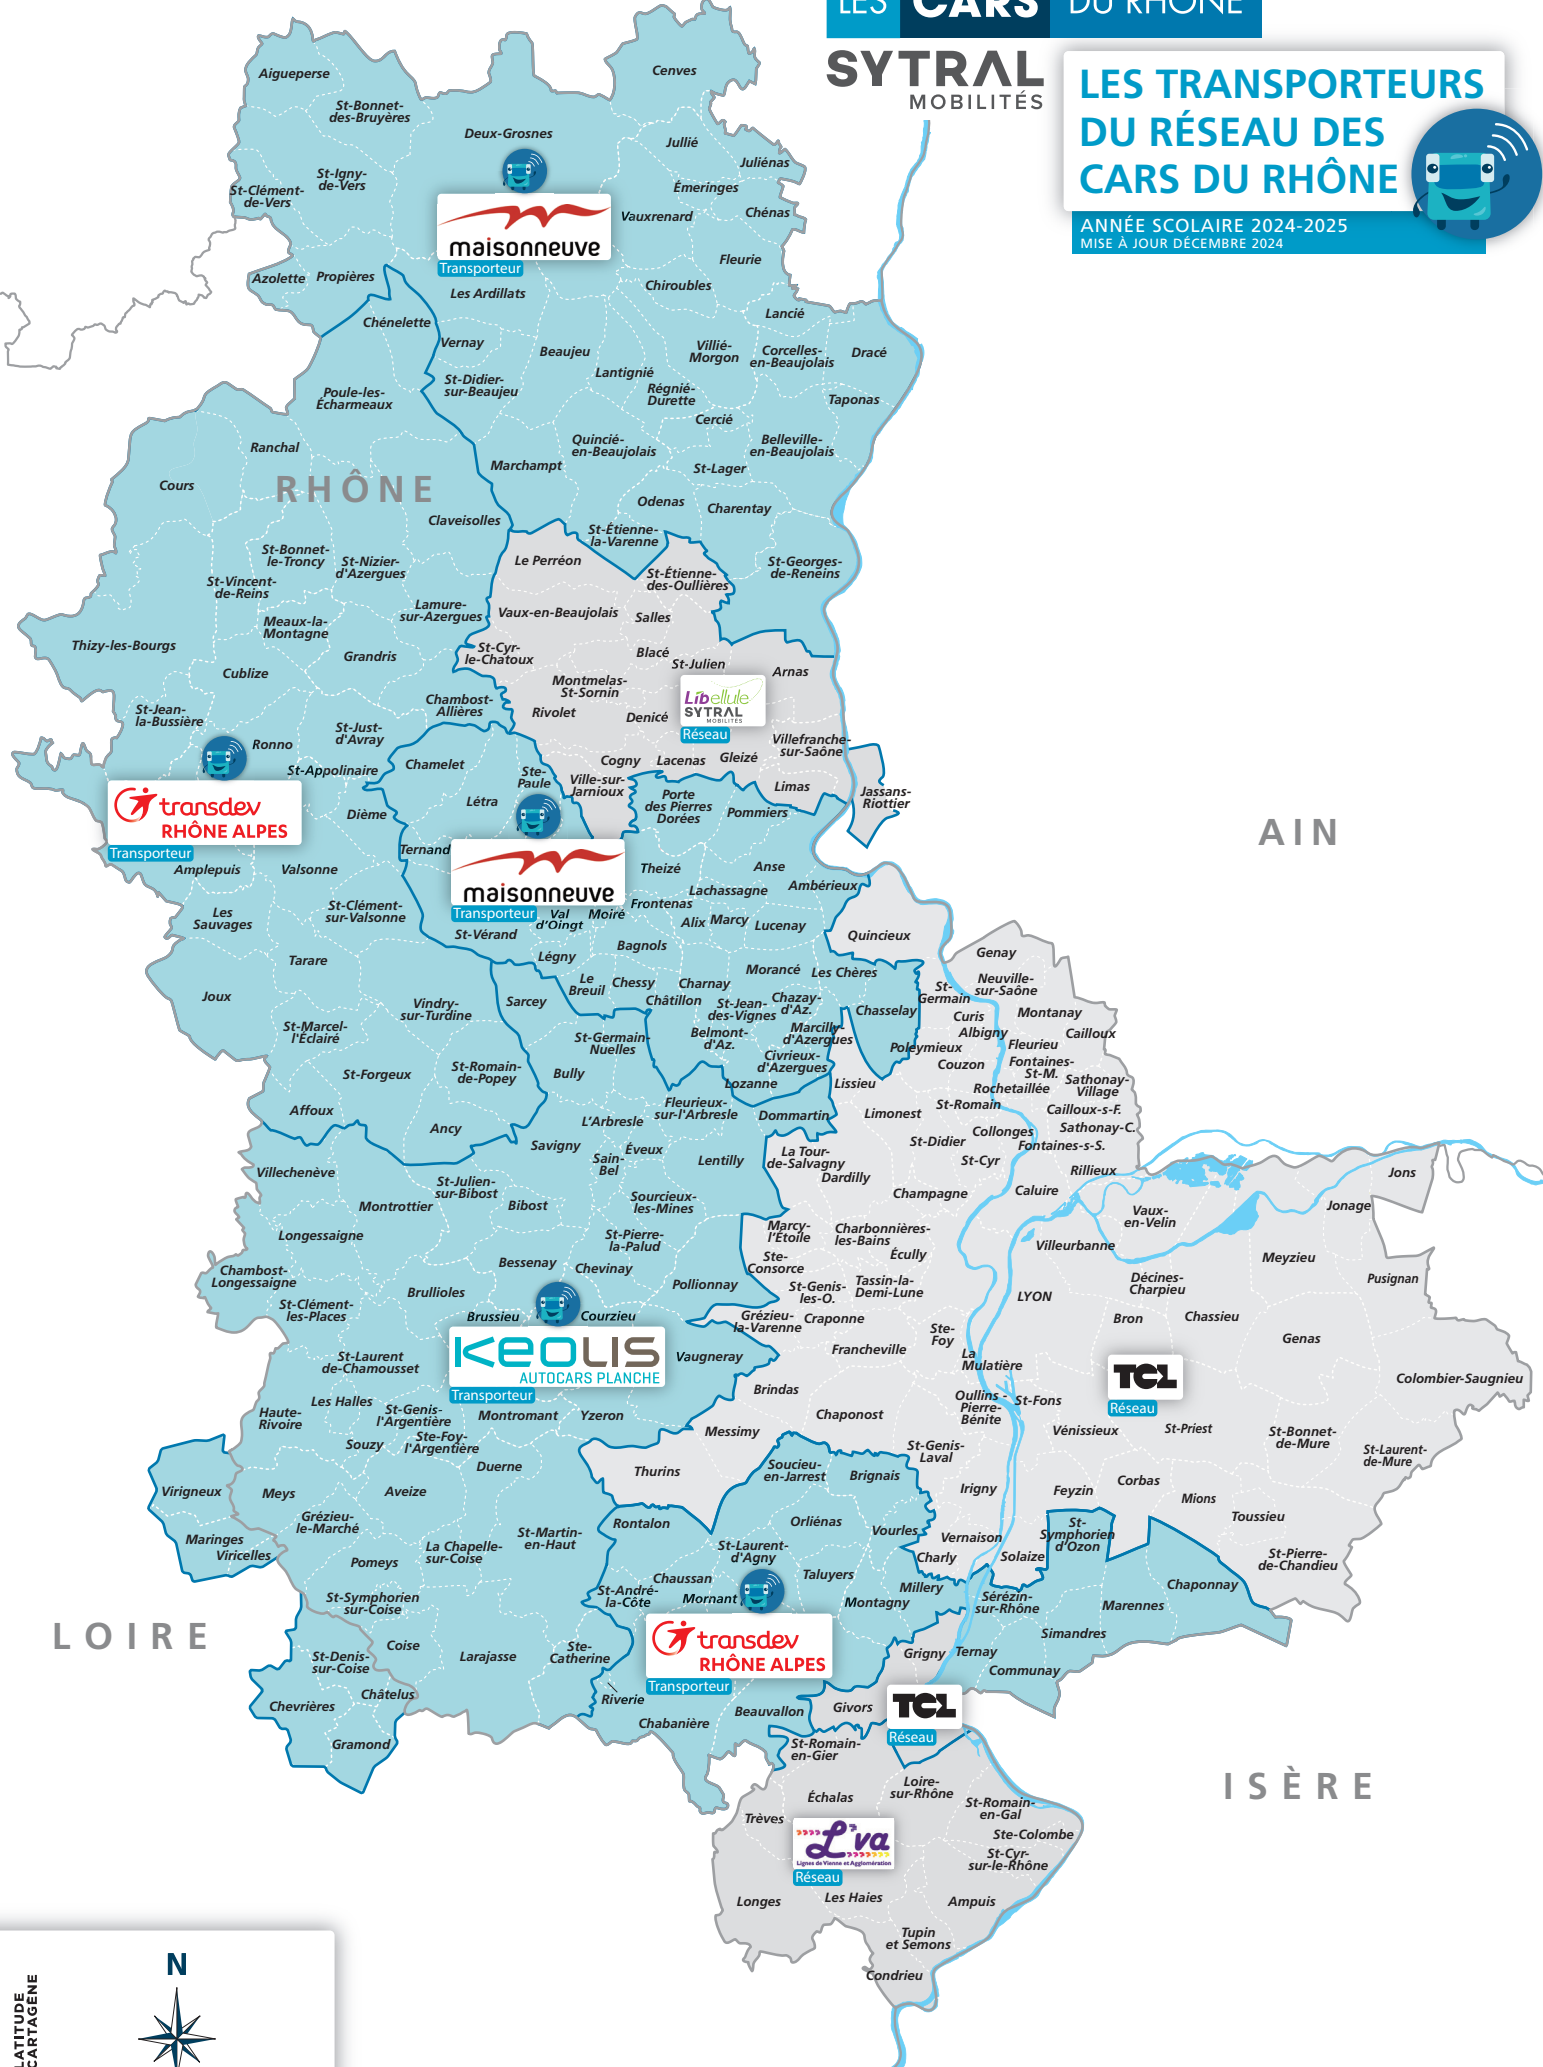 LES CARS DU RHÔNE
SYTRAL
MOBILITÉS
LES TRANSPORTEURS
DU RÉSEAU DES
CARS DU RHÔNE
ANNÉE SCOLAIRE 2024-2025
MISE À JOUR DÉCEMBRE 2024
Aigueperse
Cenves
St-Bonnet-
des-Bruyères
Deux-Grosnes
Jullié
Juliénas
St-Igny-
de-Vers
St-Clément-
de-Vers
Émeringes
Vauxrenard
Chénas
maisonneuve
Transporteur
Fleurie
Azolette
Propières
Les Ardillats
Chiroubles
Lancié
Chénelette
Vernay
Beaujeu
Villié-
Morgon
Corcelles-
en-Beaujolais
Dracé
Lantignié
St-Didier-
sur-Beaujeu
Régnié-
Durette
Poule-les-
Écharmeaux
Taponas
Cercié
Quincié-
en-Beaujolais
Belleville-
en-Beaujolais
Ranchal
Marchampt
St-Lager
Cours
RHÔNE
Odenas
Charentay
Claveisolles
St-Étienne-
la-Varenne
St-Bonnet-
le-Troncy
St-Nizier-
d'Azergues
Le Perréon
St-Étienne-
des-Oullières
St-Georges-
de-Reneins
St-Vincent-
de-Reins
Lamure-
sur-Azergues
Vaux-en-Beaujolais
Salles
Meaux-la-
Montagne
Thizy-les-Bourgs
Grandris
St-Cyr-
le-Chatoux
Blacé
St-Julien
Arnas
Cublize
Montmelas-
St-Sornin
Libellule
SYTRAL
MOBILITÉS
Réseau
Chambost-
Allières
Rivolet
Denicé
St-Jean-
la-Bussière
St-Just-
d'Avray
Ronno
Villefranche-
sur-Saône
St-Appolinaire
Chamelet
Cogny
Lacenas
Gleizé
Ste-
Paule
Ville-sur-
Jarnioux
Limas
Jassans-
Riottier
transdev
RHÔNE ALPES
Transporteur
Létra
Porte
des Pierres
Dorées
Pommiers
Dième
AIN
Ternand
maisonneuve
Transporteur
Amplepuis
Valsonne
Theizé
Anse
Lachassagne
Ambérieux
Frontenas
Les
Sauvages
St-Clément-
sur-Valsonne
Val
d'Oingt
Moiré
Alix
Marcy
Lucenay
St-Vérand
Bagnols
Quincieux
Légny
Tarare
Genay
Joux
Le
Breuil
Chessy
Charnay
Morancé
Les Chères
Neuville-
sur-Saône
St-
Germain
Vindry-
sur-Turdine
Sarcey
Châtillon
St-Jean-
des-Vignes
Chazay-
d'Az.
Chasselay
Curis
Montanay
St-Marcel-
l'Éclairé
St-Germain-
Nuelles
Belmont-
d'Az.
Marcilly-
d'Azergues
Albigny
Cailloux
Poleymieux
Fleurieu
Civrieux-
d'Azergues
Couzon
Fontaines-
St-M.
St-Forgeux
St-Romain-
de-Popey
Bully
Lozanne
Lissieu
Rochetaillée
Sathonay-
Village
Affoux
Fleurieux-
sur-l'Arbresle
Dommartin
Limonest
St-Romain
Cailloux-s-F.
Ancy
L'Arbresle
St-Didier
Collonges
Sathonay-C.
Fontaines-s-S.
Savigny
Éveux
Sain-
Bel
Lentilly
La Tour-
de-Salvagny
St-Cyr
Villechenève
Dardilly
Rillieux
Jons
St-Julien-
sur-Bibost
Montrottier
Bibost
Sourcieux-
les-Mines
Champagne
Caluire
Jonage
Longessaigne
St-Pierre-
la-Palud
Marcy-
l'Étoile
Charbonnières-
les-Bains
Vaux-
en-Velin
Villeurbanne
Écully
Meyzieu
Chambost-
Longessaigne
Bessenay
Chevinay
Ste-
Consorce
Pusignan
Brullioles
Pollionnay
St-Genis-
les-O.
Tassin-la-
Demi-Lune
LYON
Décines-
Charpieu
St-Clément-
les-Places
Brussieu
Courzieu
Grézieu-
la-Varenne
Craponne
Ste-
Foy
Bron
Chassieu
Genas
KEOLIS
AUTOCARS PLANCHE
Transporteur
St-Laurent
de-Chamousset
Vaugneray
Francheville
La
Mulatière
TCL
Réseau
Colombier-Saugnieu
Les Halles
Brindas
Oullins -
Pierre-
Bénite
St-Fons
Haute-
Rivoire
St-Genis-
l'Argentière
Montromant
Yzeron
Chaponost
Messimy
Vénissieux
St-Priest
St-Bonnet-
de-Mure
St-Laurent-
de-Mure
Souzy
Ste-Foy-
l'Argentière
Duerne
Thurins
St-Genis-
Laval
Soucieu-
en-Jarrest
Brignais
Virigneux
Meys
Aveize
Irigny
Feyzin
Corbas
Mions
Toussieu
Grézieu-
le-Marché
Rontalon
Orliénas
Vourles
Maringes
Viricelles
St-Martin-
en-Haut
Vernaison
St-
Symphorien
d'Ozon
Pomeys
La Chapelle-
sur-Coise
St-Laurent-
d'Agny
Charly
Solaize
St-Pierre-
de-Chandieu
Chaussan
Taluyers
Millery
Chaponnay
St-Symphorien
sur-Coise
St-André-
la-Côte
Mornant
Montagny
Sérézin-
sur-Rhône
Marennes
LOIRE
Simandres
transdev
RHÔNE ALPES
Transporteur
Coise
St-Denis-
sur-Coise
Larajasse
Ste-
Catherine
Grigny
Ternay
Communay
Châtelus
Riverie
Chevrières
Chabanière
Beauvallon
Givors
TCL
Réseau
Gramond
St-Romain-
en-Gier
ISÈRE
Échalas
Loire-
sur-Rhône
St-Romain-
en-Gal
Trèves
L'va
Lignes de Vienne et Agglomération
Réseau
Ste-Colombe
St-Cyr-
sur-le-Rhône
Longes
Les Haies
Ampuis
Tupin
et Semons
Condrieu
N
LATITUDE
CARTAGÈNE